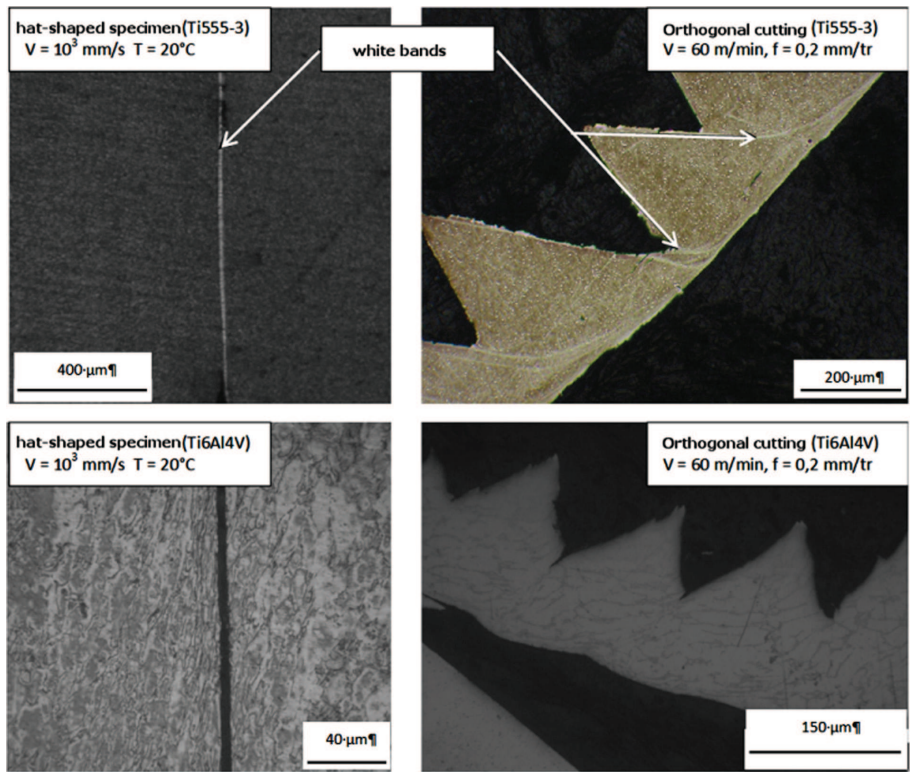 hat-shaped specimen(Ti555-3)
V = 10³ mm/s T = 20°C
white bands
Orthogonal cutting (Ti555-3)
V = 60 m/min, f = 0,2 mm/tr
400·µm¶
200·µm¶
hat-shaped specimen(Ti6Al4V)
V = 10³ mm/s T = 20°C
Orthogonal cutting (Ti6Al4V)
V = 60 m/min, f = 0,2 mm/tr
40·µm¶
150·µm¶